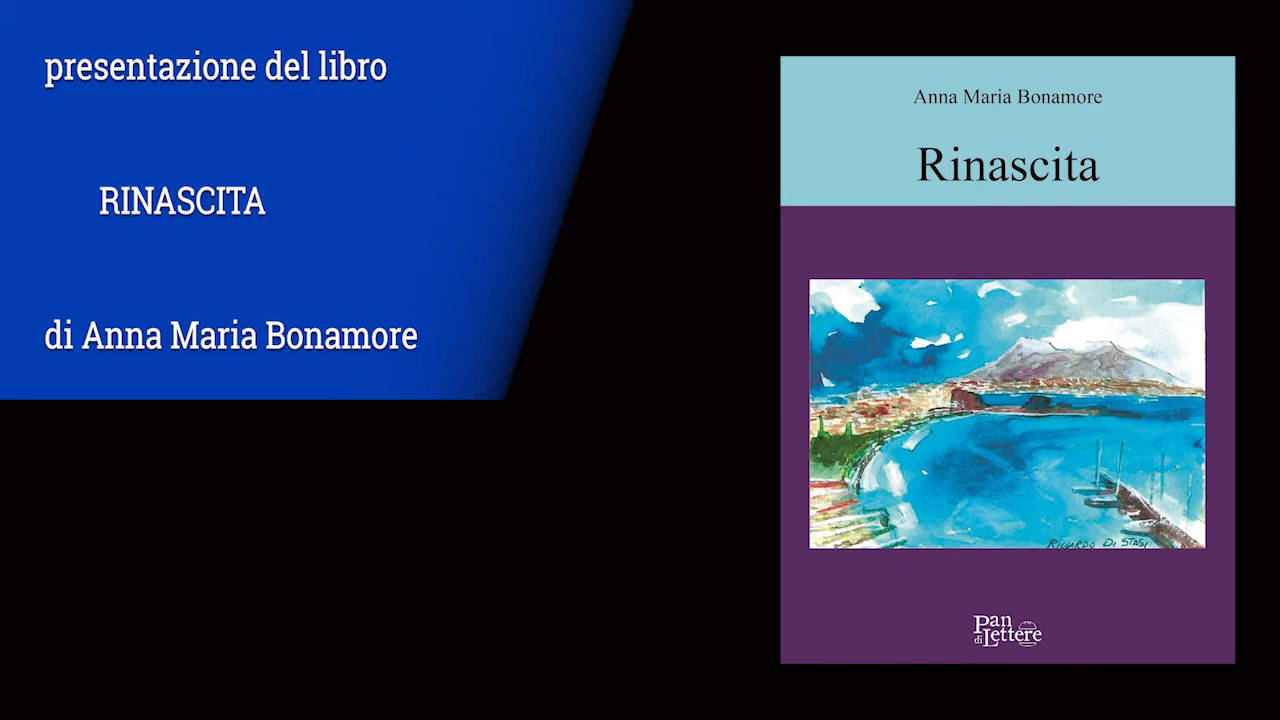 presentazione del libro
RINASCITA
di Anna Maria Bonamore
Anna Maria Bonamore
Rinascita
RICCARDO DI STASI
Pan
di Lettere